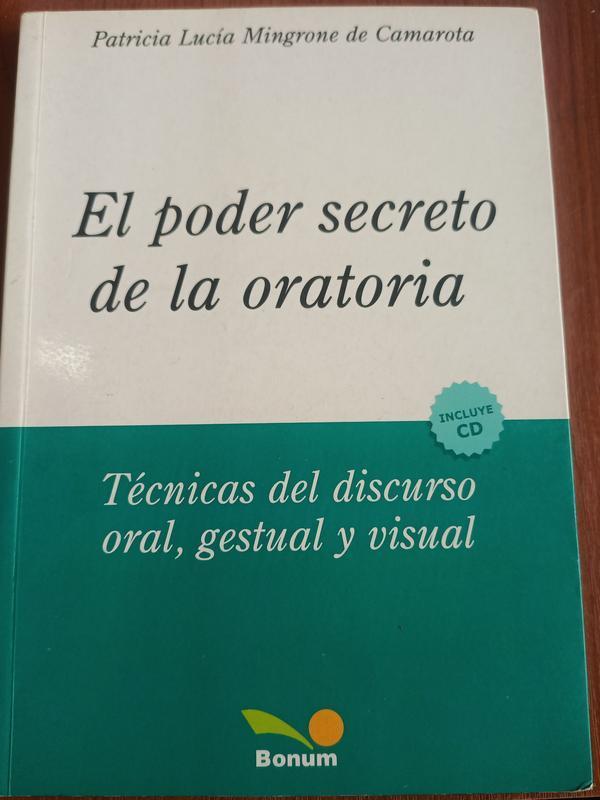 Patricia Lucía Mingrone de Camarota
El poder secreto
de la oratoria
INCLUYE
CD
Técnicas del discurso
oral, gestual y visual
Bonum